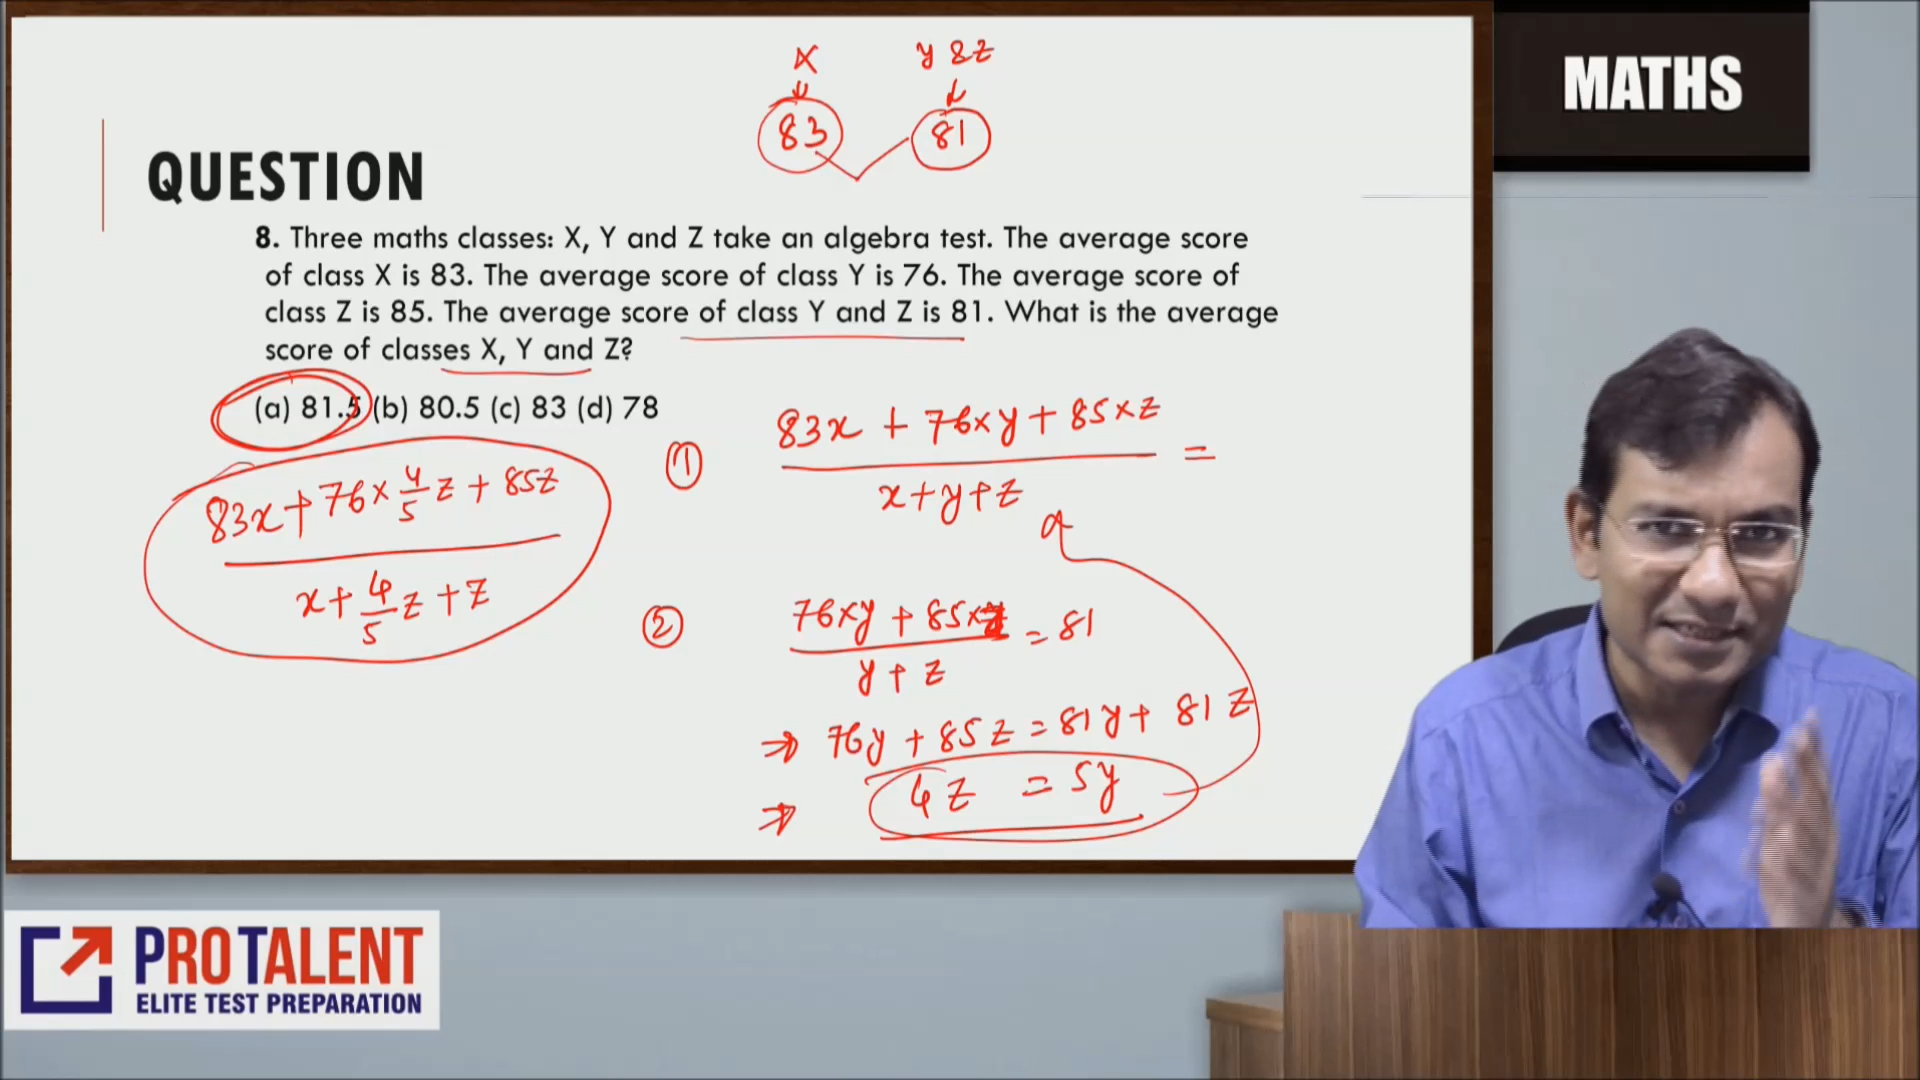 MATHS
X y & z
83 81
QUESTION
8. Three maths classes: X, Y and Z take an algebra test. The average score
of class X is 83. The average score of class Y is 76. The average score of
class Z is 85. The average score of class Y and Z is 81. What is the average
score of classes X, Y and Z?
(a) 81.5 (b) 80.5 (c) 83 (d) 78
83x + 76 × 4/5 z + 85z
x + 4/5 z + z
① 83x + 76×y + 85×z =
x + y + z
② 76×y + 85×z = 81
y + z
⇒ 76y + 85z = 81y + 81z
⇒ 4z = 5y
PROTALENT
ELITE TEST PREPARATION